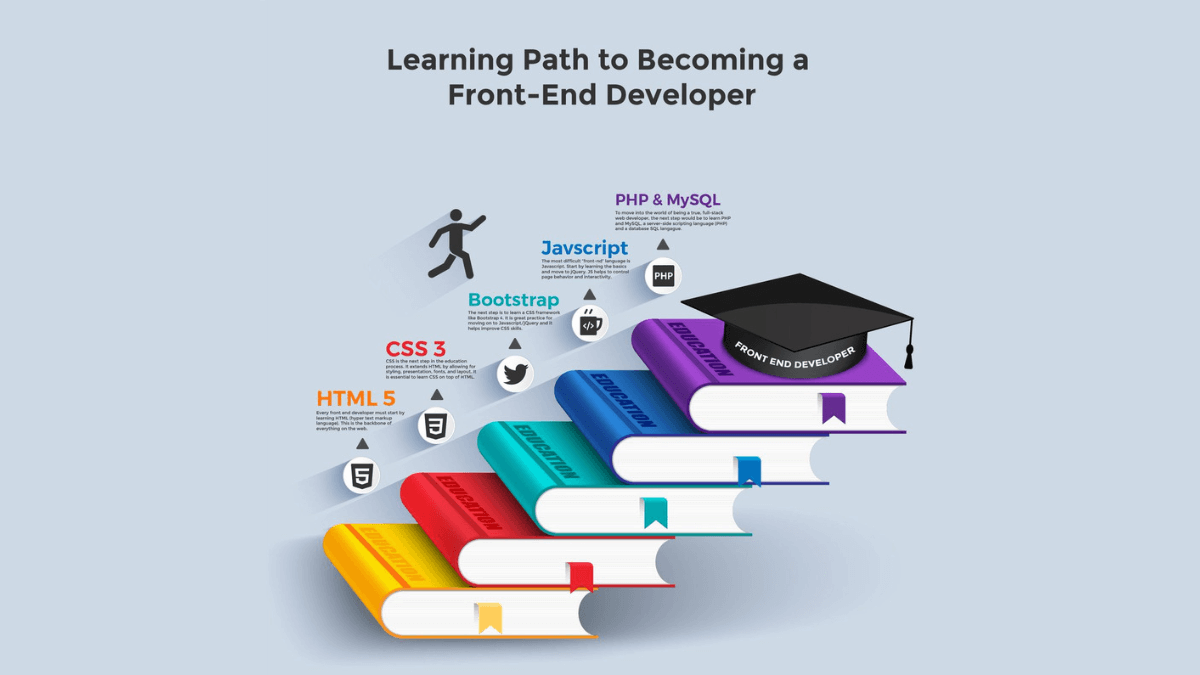 Learning Path to Becoming a
Front-End Developer
PHP & MySQL
To move into the world of being a true, full-stack
web developer, the next step would be to learn PHP
and MySQL, a server-side scripting language (PHP)
and a database SQL langague.
Javscript
The most difficult "front-nd" language is
Javascript. Start by learning the basics
and move to jQuery. JS helps to control
page behavior and interactivity.
PHP
Bootstrap
The next step is to learn a CSS framework
like Bootstrap 4. It is great practice for
moving on to Javascript/jQuery and it
helps improve CSS skills.
</>
CSS 3
CSS is the next step in the education
process. It extends HTML by allowing for
styling, presentation, fonts, and layout. It
is essential to learn CSS on top of HTML.
3
HTML 5
Every front end developer must start by
learning HTML (hyper text markup
language). This is the backbone of
everything on the web.
5
FRONT END DEVELOPER
EDUCATION
EDUCATION
EDUCATION
EDUCATION
EDUCATION